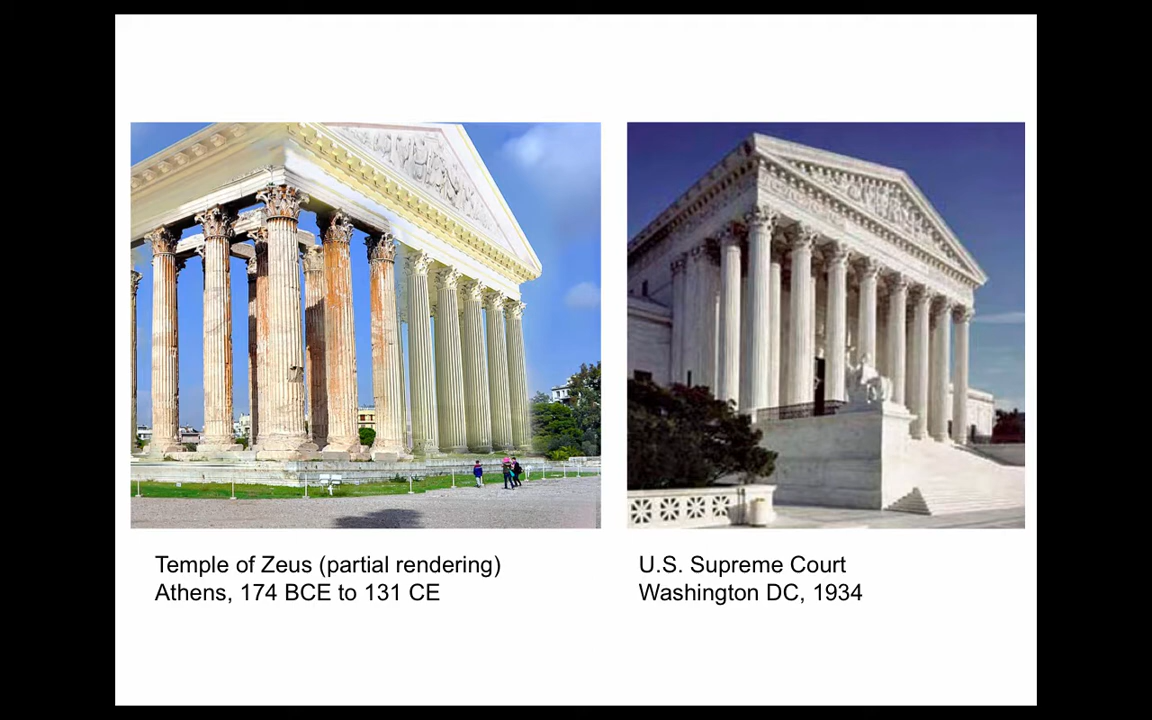 Temple of Zeus (partial rendering)
Athens, 174 BCE to 131 CE
U.S. Supreme Court
Washington DC, 1934